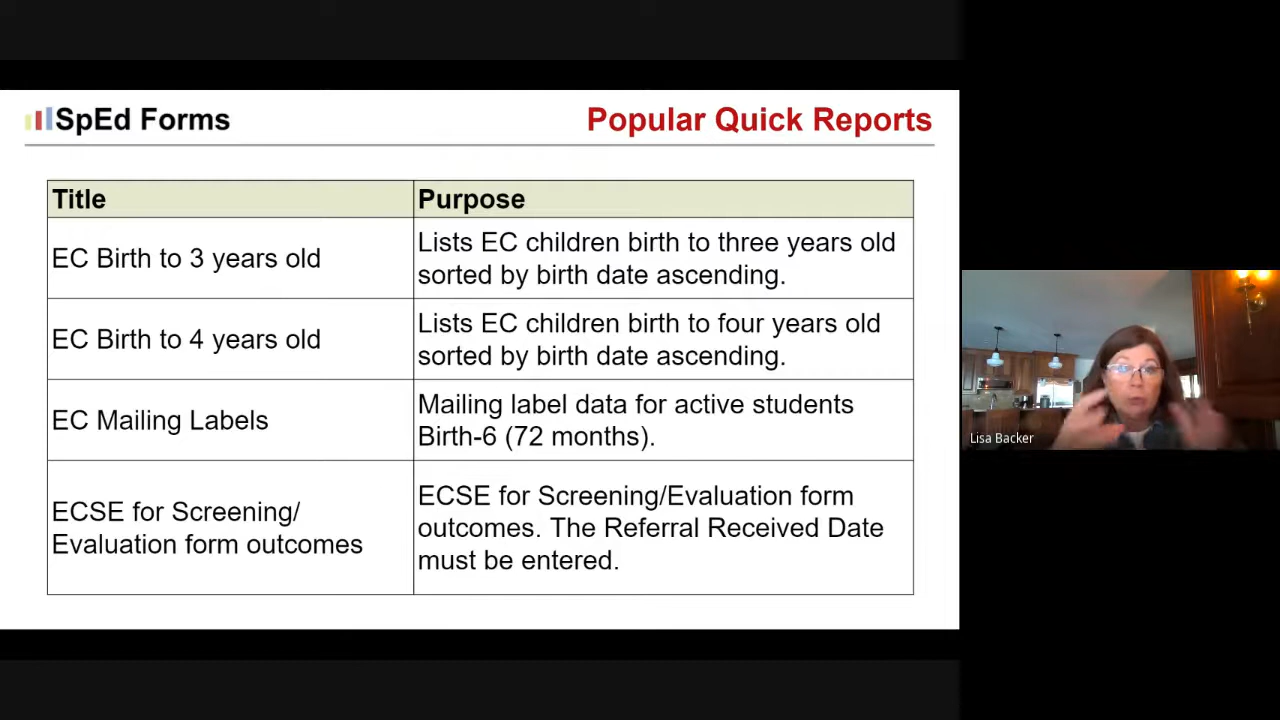 SpEd Forms
Popular Quick Reports
Title
Purpose
EC Birth to 3 years old
Lists EC children birth to three years old
sorted by birth date ascending.
EC Birth to 4 years old
Lists EC children birth to four years old
sorted by birth date ascending.
EC Mailing Labels
Mailing label data for active students
Birth-6 (72 months).
ECSE for Screening/
Evaluation form outcomes
ECSE for Screening/Evaluation form
outcomes. The Referral Received Date
must be entered.
Lisa Backer